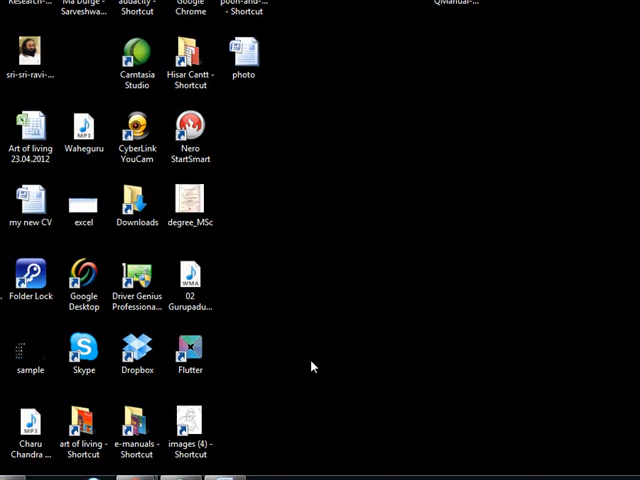 Research-...
Ma Durge -
Sarveshwa...
audacity -
Shortcut
Google
Chrome
- Shortcut
QManual-...
sri-sri-ravi-...
Camtasia
Studio
Hisar Cantt -
Shortcut
photo
Art of living
23.04.2012
MP3
Waheguru
CyberLink
YouCam
Nero
StartSmart
my new CV
excel
Downloads
degree_MSc
Folder Lock
Google
Desktop
Driver Genius
Professiona...
WMA
02
Gurupadu...
sample
Skype
Dropbox
Flutter
MP3
Charu
Chandra ...
art of living -
Shortcut
e-manuals -
Shortcut
images (4) -
Shortcut